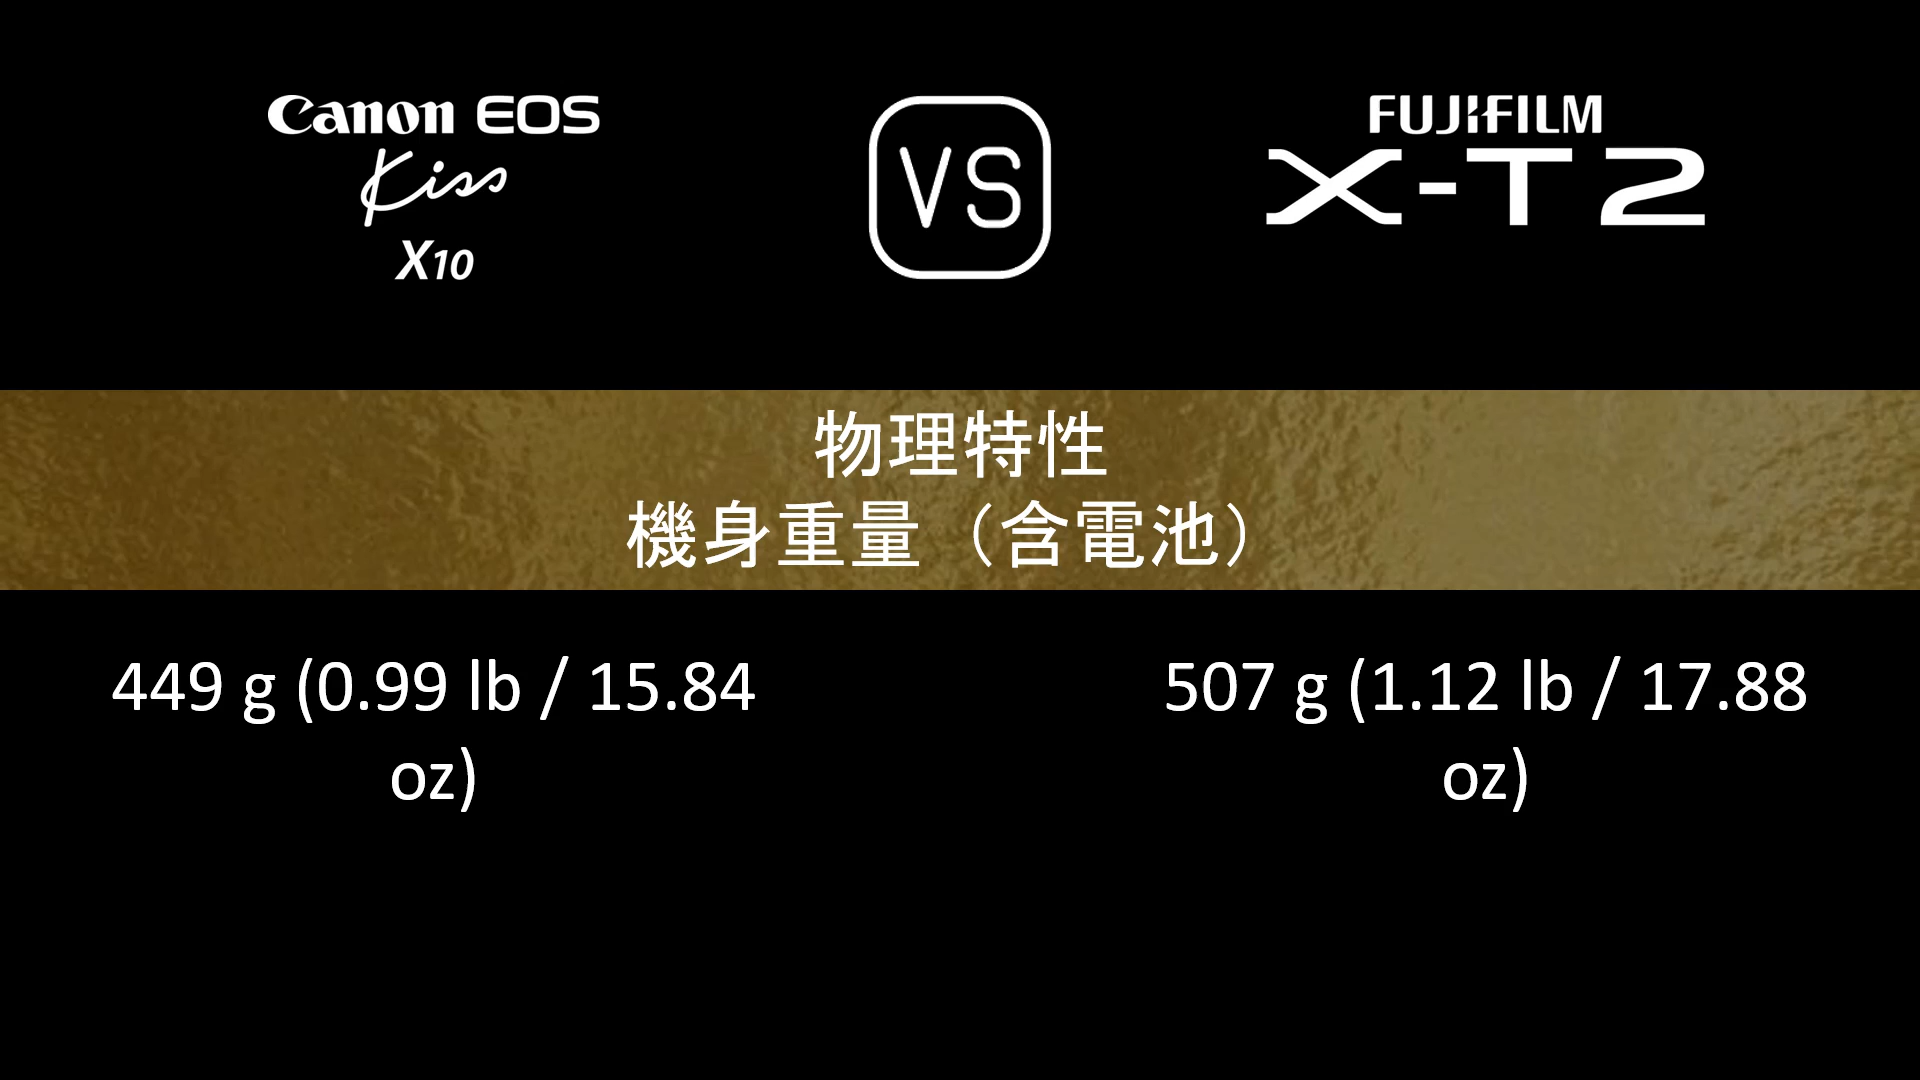 Canon EOS
Kiss
X10
VS
FUJIFILM
X-T2
物理特性
機身重量（含電池）
449 g (0.99 lb / 15.84
oz)
507 g (1.12 lb / 17.88
oz)